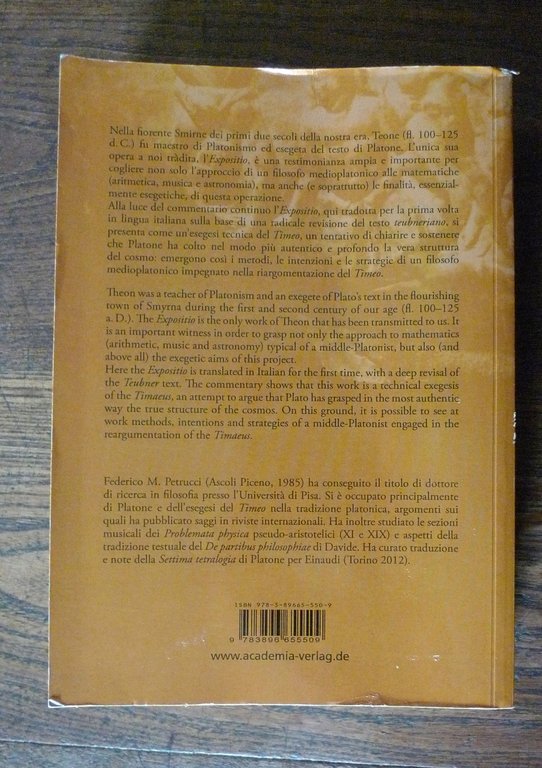 Nella fiorente Smirne dei primi due secoli della nostra era, Teone (fl. 100–125
d. C.) fu maestro di Platonismo ed esegeta del testo di Platone. L'unica sua
opera a noi tràdita, l'Expositio, è una testimonianza ampia e importante per
cogliere non solo l'approccio di un filosofo medioplatonico alle matematiche
(aritmetica, musica e astronomia), ma anche (e soprattutto) le finalità, essenzial-
mente esegetiche, di questa operazione.
Alla luce del commentario continuo l'Expositio, qui tradotta per la prima volta
in lingua italiana sulla base di una radicale revisione del testo teubneriano, si
presenta come un'esegesi tecnica del Timeo, un tentativo di chiarire e sostenere
che Platone ha colto nel modo più autentico e profondo la vera struttura
del cosmo: emergono così i metodi, le intenzioni e le strategie di un filosofo
medioplatonico impegnato nella riargomentazione del Timeo.
Theon was a teacher of Platonism and an exegete of Plato's text in the flourishing
town of Smyrna during the first and second century of our age (fl. 100–125
a. D.). The Expositio is the only work of Theon that has been transmitted to us. It
is an important witness in order to grasp not only the approach to mathematics
(arithmetic, music and astronomy) typical of a middle-Platonist, but also (and
above all) the exegetic aims of this project.
Here the Expositio is translated in Italian for the first time, with a deep revisal of
the Teubner text. The commentary shows that this work is a technical exegesis
of the Timaeus, an attempt to argue that Plato has grasped in the most authentic
way the true structure of the cosmos. On this ground, it is possible to see at
work methods, intentions and strategies of a middle-Platonist engaged in the
reargumentation of the Timaeus.
Federico M. Petrucci (Ascoli Piceno, 1985) ha conseguito il titolo di dottore
di ricerca in filosofia presso l'Università di Pisa. Si è occupato principalmente
di Platone e dell'esegesi del Timeo nella tradizione platonica, argomenti sui
quali ha pubblicato saggi in riviste internazionali. Ha inoltre studiato le sezioni
musicali dei Problemata physica pseudo-aristotelici (XI e XIX) e aspetti della
tradizione testuale del De partibus philosophiae di Davide. Ha curato traduzione
e note della Settima tetralogia di Platone per Einaudi (Torino 2012).
ISBN 978-3-89665-550-9
9 783896 655509
www.academia-verlag.de